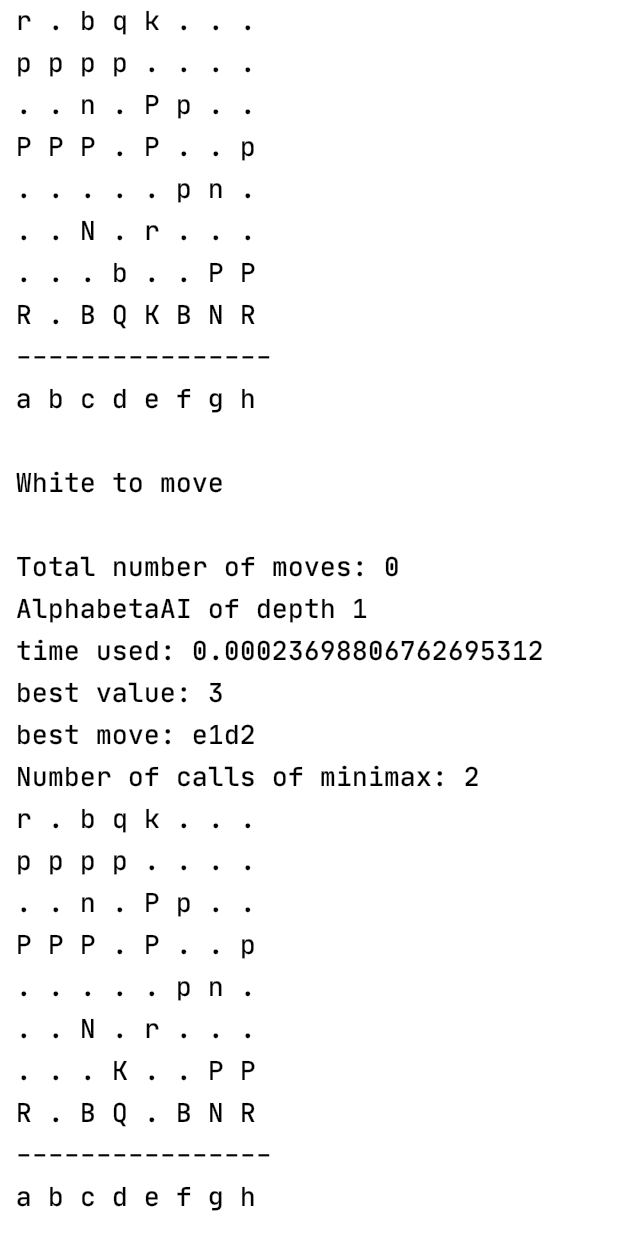 r . b q k . . .
p p p p . . . .
. . n . P p . .
P P P . P . . p
. . . . . p n .
. . N . r . . .
. . . b . . P P
R . B Q K B N R
----------------
a b c d e f g h
White to move
Total number of moves: 0
AlphabetaAI of depth 1
time used: 0.00023698806762695312
best value: 3
best move: e1d2
Number of calls of minimax: 2
r . b q k . . .
p p p p . . . .
. . n . P p . .
P P P . P . . p
. . . . . p n .
. . N . r . . .
. . . K . . P P
R . B Q . B N R
----------------
a b c d e f g h